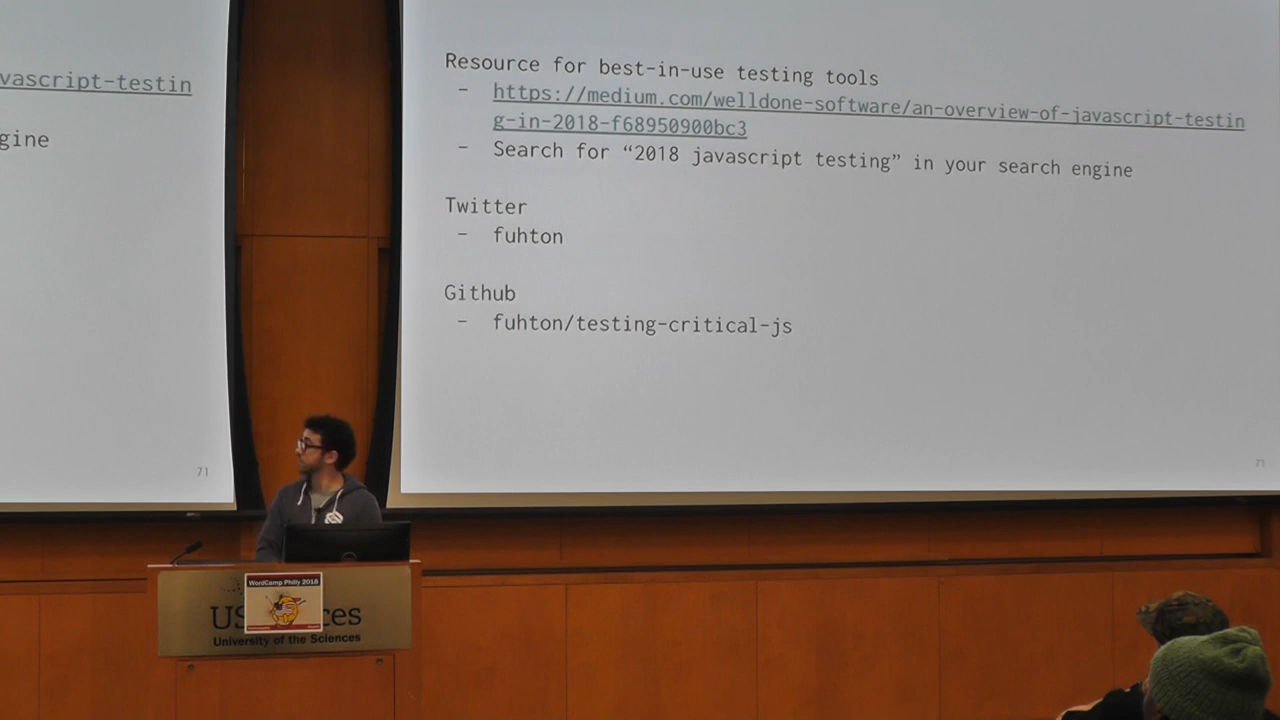 vascript-testin
gine
71
Resource for best-in-use testing tools
- https://medium.com/welldone-software/an-overview-of-javascript-testin
g-in-2018-f68950900bc3
- Search for “2018 javascript testing” in your search engine
Twitter
- fuhton
Github
- fuhton/testing-critical-js
71
WordCamp Philly 2018
US ces
University of the Sciences